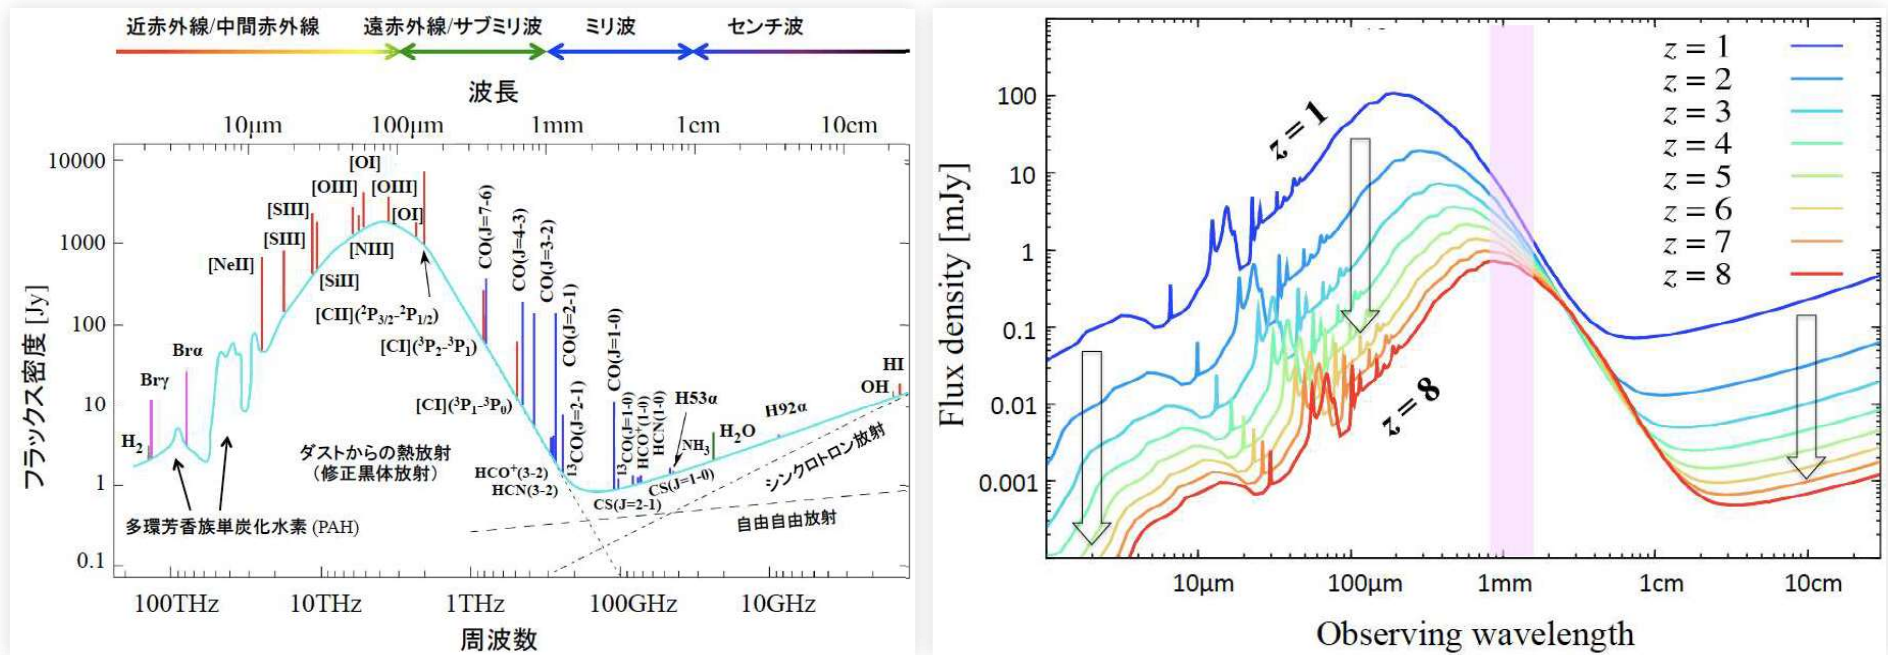 近赤外線/中間赤外線
遠赤外線/サブミリ波
ミリ波
センチ波
波長
10μm
100μm
1mm
1cm
10cm
フラックス密度 [Jy]
10000
1000
100
10
1
0.1
[OI]
[OIII]
[OIII]
[SIII]
[OI]
[SIII]
[NIII]
[NeII]
[SiII]
[CII](²P3/2-²P1/2)
[CI](³P2-³P1)
Brα
Brγ
H2
[CI](³P1-³P0)
CO(J=7-6)
CO(J=4-3)
CO(J=3-2)
CO(J=2-1)
¹³CO(J=2-1)
CO(J=1-0)
¹³CO(J=1-0)
HCO⁺(1-0)
HCN(1-0)
H53α
NH3
H2O
H92α
OH
HI
ダストからの熱放射
（修正黒体放射）
HCO⁺(3-2)
HCN(3-2)
CS(J=2-1)
CS(J=1-0)
シンクロトロン放射
自由自由放射
多環芳香族単炭化水素 (PAH)
100THz
10THz
1THz
100GHz
10GHz
周波数
Flux density [mJy]
100
10
1
0.1
0.01
0.001
z = 1
z = 8
z = 1
z = 2
z = 3
z = 4
z = 5
z = 6
z = 7
z = 8
10μm
100μm
1mm
1cm
10cm
Observing wavelength